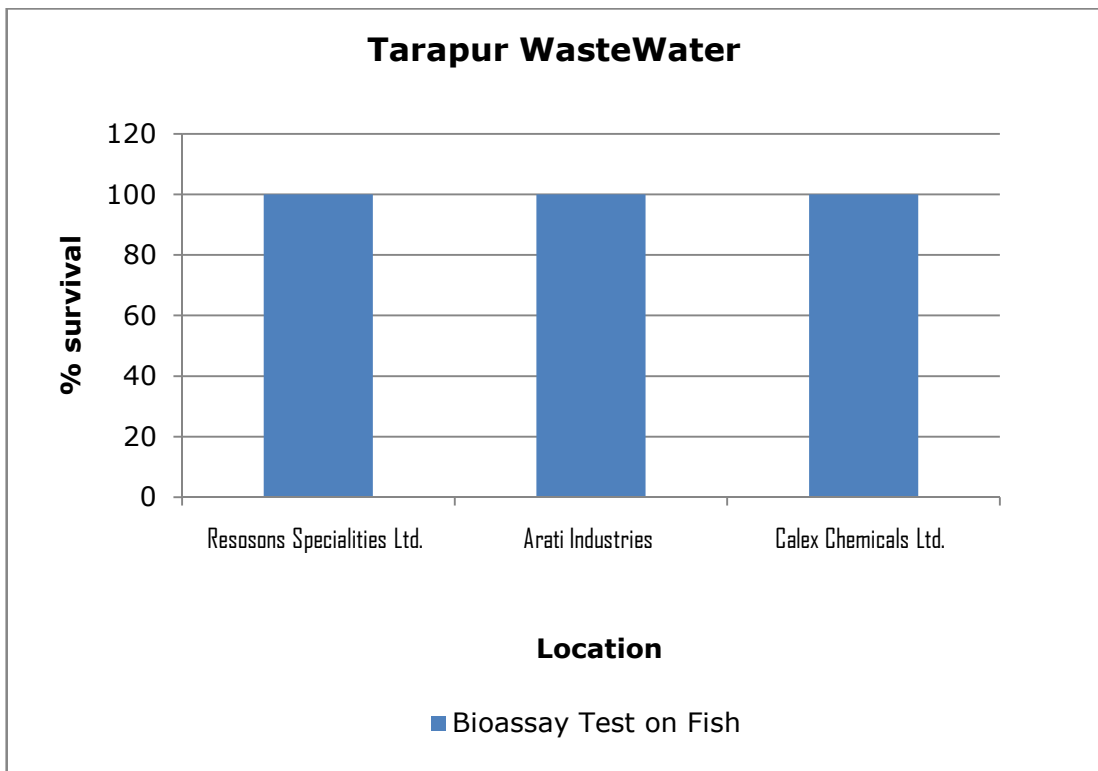 Tarapur WasteWater
120
100
80
60
40
20
0
% survival
Resosons Specialities Ltd.
Arati Industries
Calex Chemicals Ltd.
Location
Bioassay Test on Fish